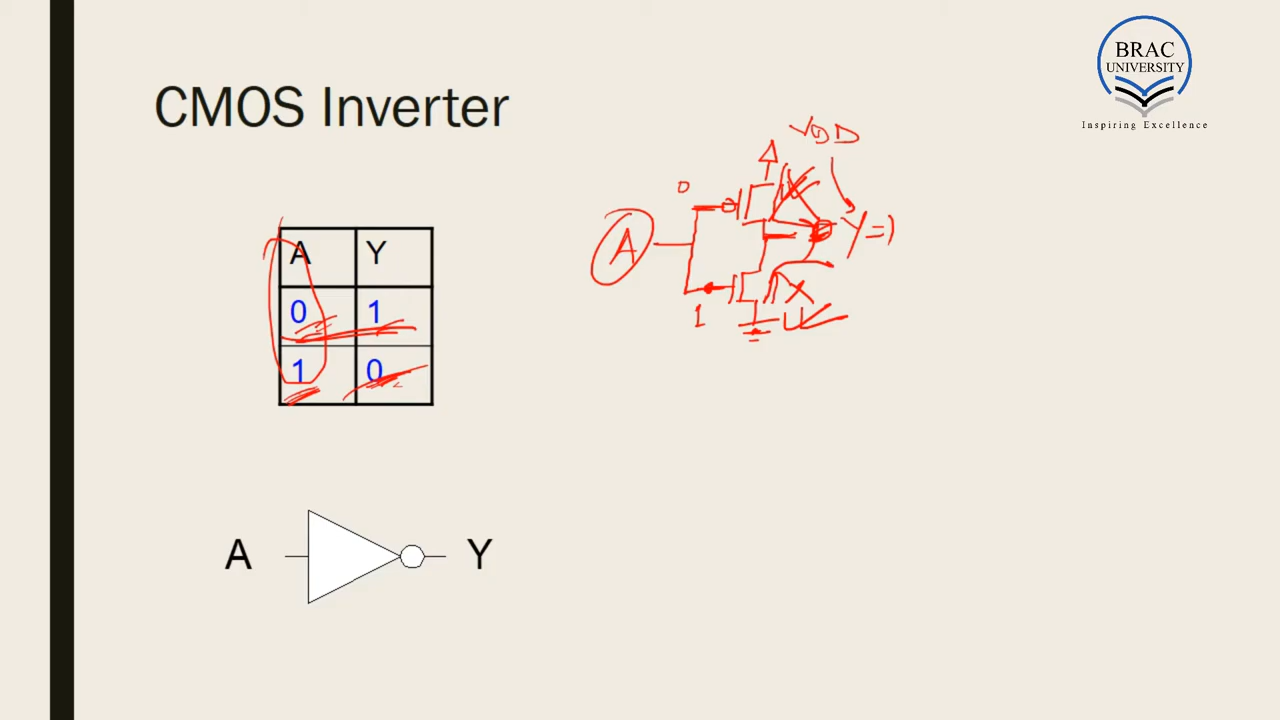 BRAC
UNIVERSITY
Inspiring Excellence
CMOS Inverter
VDD
0
A
Y=1
1
A Y
0 1
1 0
A Y